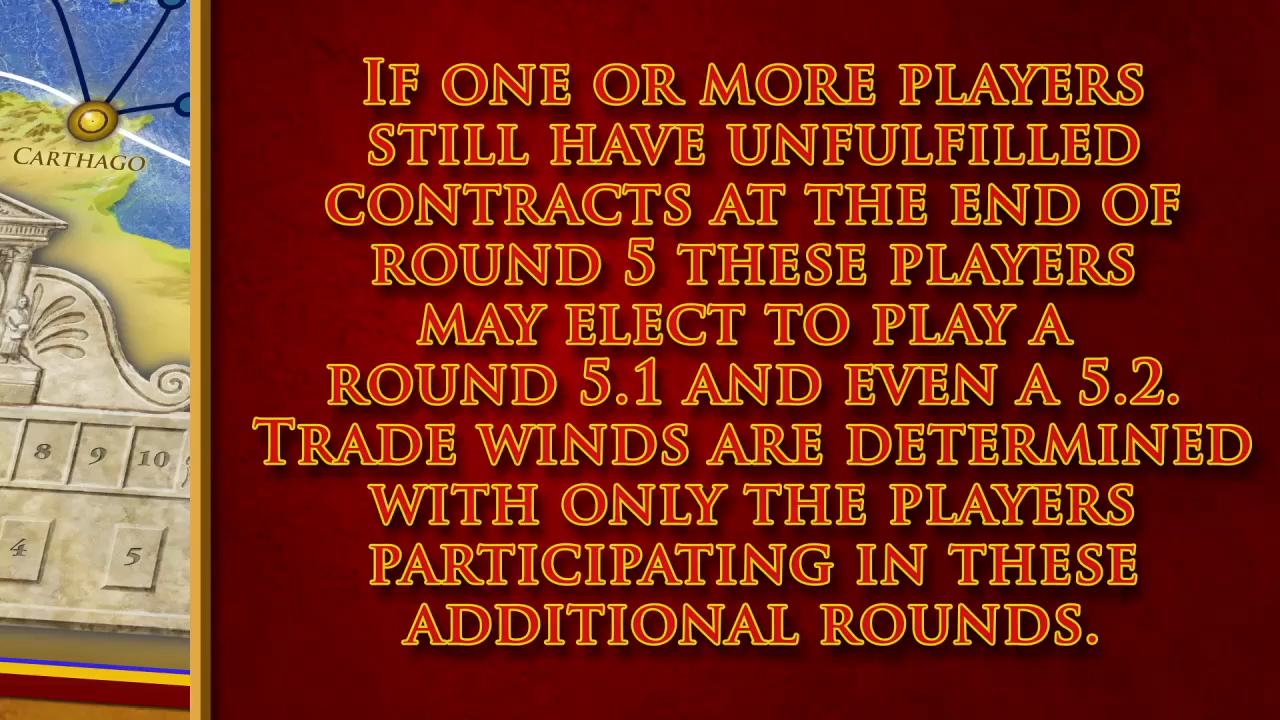 If one or more players
still have unfulfilled
contracts at the end of
round 5 these players
may elect to play a
round 5.1 and even a 5.2.
Trade winds are determined
with only the players
participating in these
additional rounds.
Carthago
8 9 10
4 5